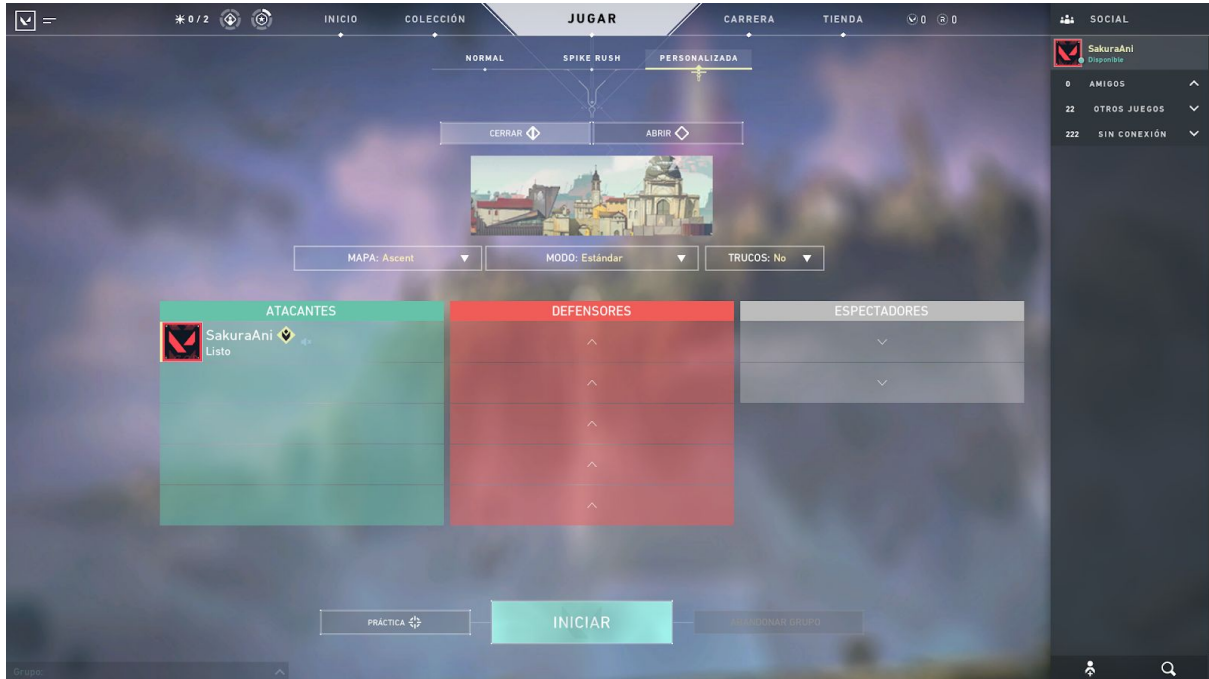 0 / 2
INICIO
COLECCIÓN
JUGAR
CARRERA
TIENDA
0
R 0
SOCIAL
NORMAL
SPIKE RUSH
PERSONALIZADA
SakuraAni
Disponible
0 AMIGOS
22 OTROS JUEGOS
222 SIN CONEXIÓN
CERRAR
ABRIR
MAPA: Ascent
MODO: Estándar
TRUCOS: No
ATACANTES
DEFENSORES
ESPECTADORES
SakuraAni
Listo
PRÁCTICA
INICIAR
ABANDONAR GRUPO
Grupo: